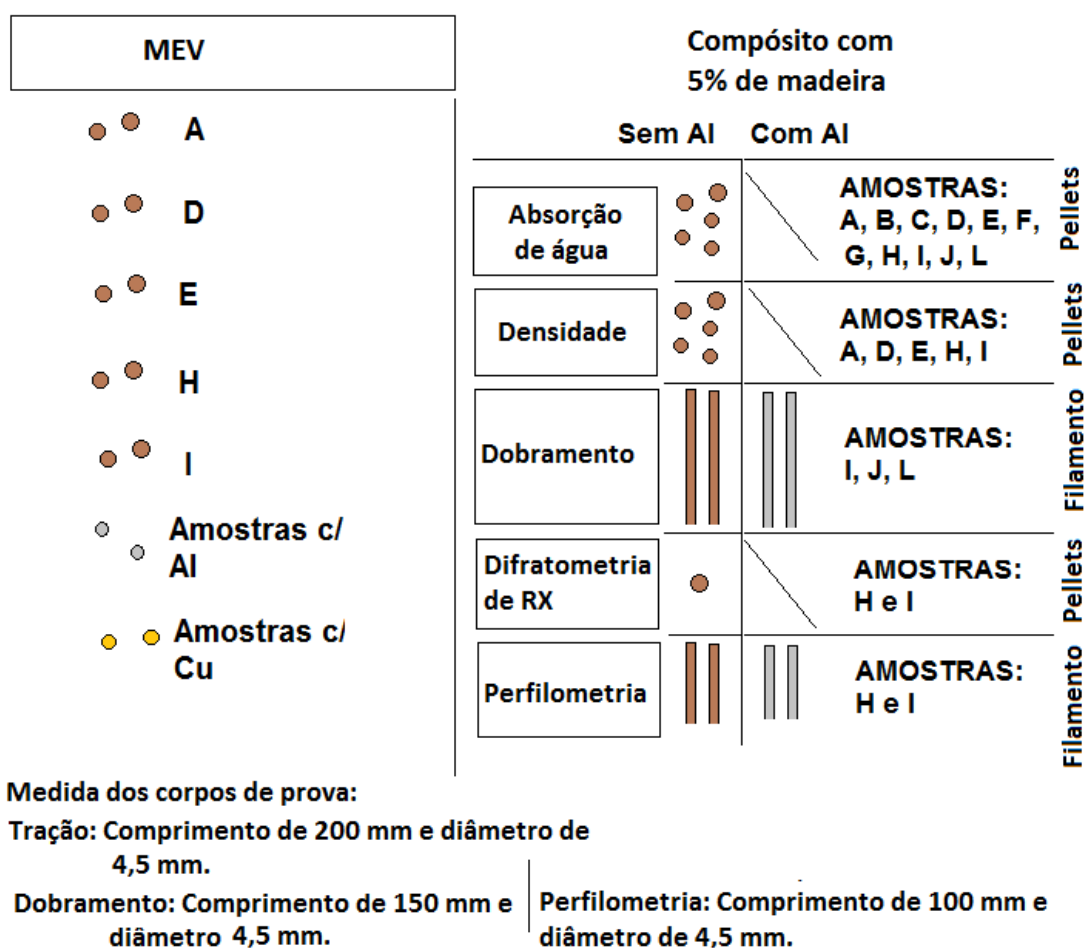 MEV
A
D
E
H
I
Amostras c/
Al
Amostras c/
Cu
Compósito com
5% de madeira
Sem Al Com Al
Absorção
de água
AMOSTRAS:
A, B, C, D, E, F,
G, H, I, J, L
Pellets
Densidade
AMOSTRAS:
A, D, E, H, I
Pellets
Dobramento
AMOSTRAS:
I, J, L
Filamento
Difratometria
de RX
AMOSTRAS:
H e I
Pellets
Perfilometria
AMOSTRAS:
H e I
Filamento
Medida dos corpos de prova:
Tração: Comprimento de 200 mm e diâmetro de
4,5 mm.
Dobramento: Comprimento de 150 mm e
diâmetro 4,5 mm.
Perfilometria: Comprimento de 100 mm e
diâmetro de 4,5 mm.